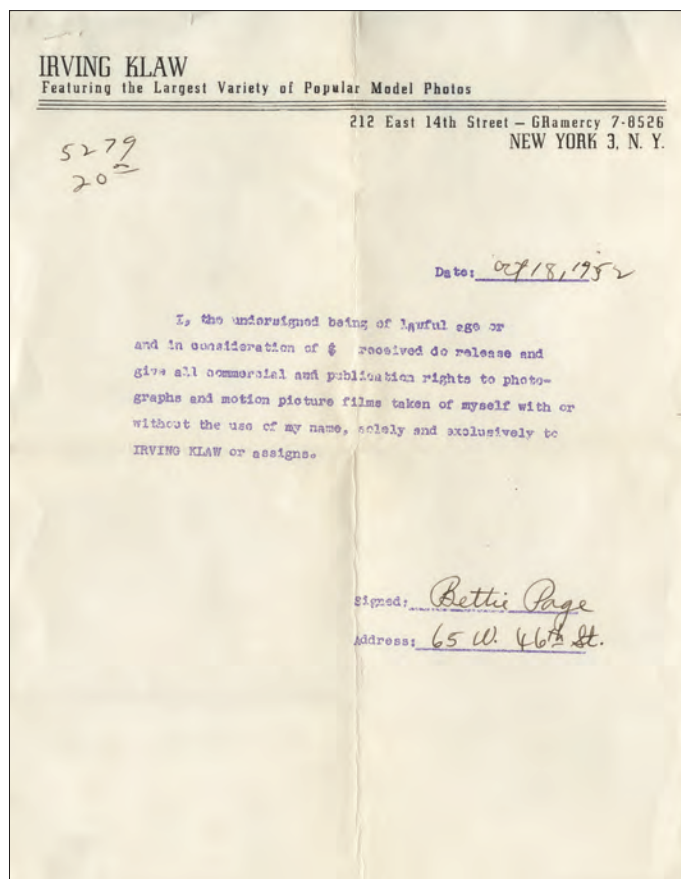 IRVING KLAW
Featuring the Largest Variety of Popular Model Photos
212 East 14th Street — GRamercy 7-8526
NEW YORK 3, N. Y.
5279
20
Date: Oct 18, 1952
I, the undersigned being of lawful age or
and in consideration of $ received do release and
give all commercial and publication rights to photo-
graphs and motion picture films taken of myself with or
without the use of my name, solely and exclusively to
IRVING KLAW or assigns.
Signed: Bettie Page
Address: 65 W. 46th St.